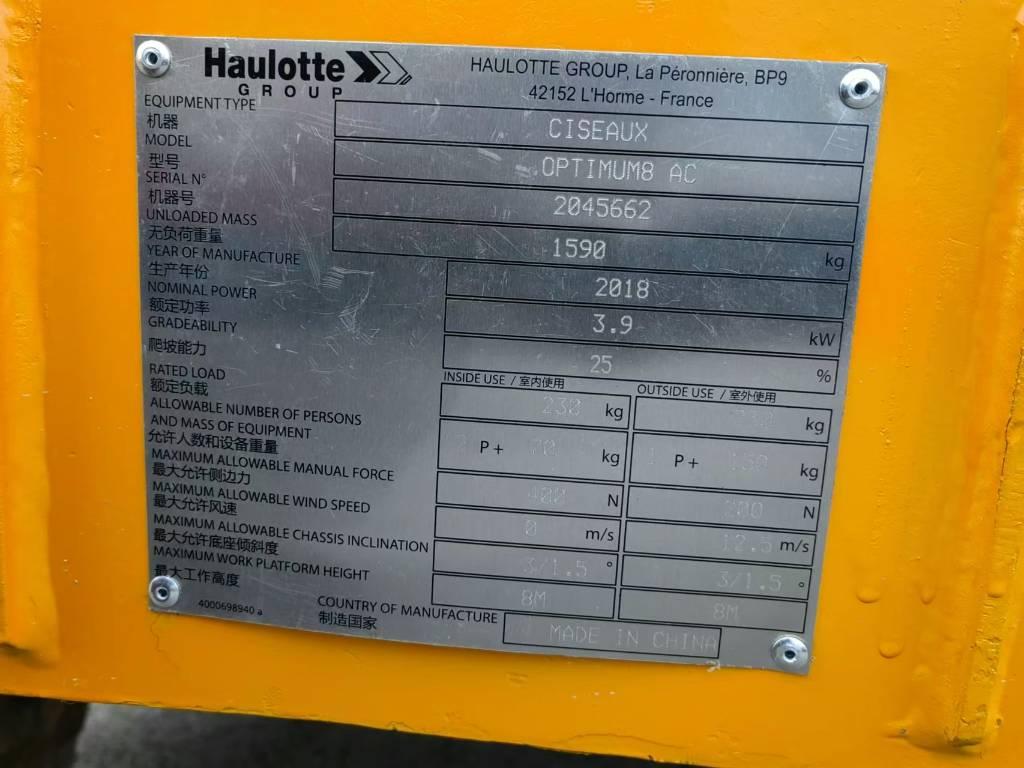 Haulotte
GROUP
HAULOTTE GROUP, La Péronnière, BP9
42152 L'Horme - France
EQUIPMENT TYPE
机器
CISEAUX
MODEL
型号
OPTIMUM8 AC
SERIAL N°
机器号
2045662
UNLOADED MASS
无负荷重量
1590 kg
YEAR OF MANUFACTURE
生产年份
2018
NOMINAL POWER
额定功率
3.9 kW
GRADEABILITY
爬坡能力
25 %
INSIDE USE / 室内使用
OUTSIDE USE / 室外使用
RATED LOAD
额定负载
230 kg
kg
ALLOWABLE NUMBER OF PERSONS
AND MASS OF EQUIPMENT
允许人数和设备重量
P + 70 kg
P + 150 kg
MAXIMUM ALLOWABLE MANUAL FORCE
最大允许侧边力
400 N
200 N
MAXIMUM ALLOWABLE WIND SPEED
最大允许风速
0 m/s
12.5 m/s
MAXIMUM ALLOWABLE CHASSIS INCLINATION
最大允许底座倾斜度
3/1.5 °
3/1.5 °
MAXIMUM WORK PLATFORM HEIGHT
最大工作高度
8M
8M
4000698940 a
COUNTRY OF MANUFACTURE
制造国家
MADE IN CHINA